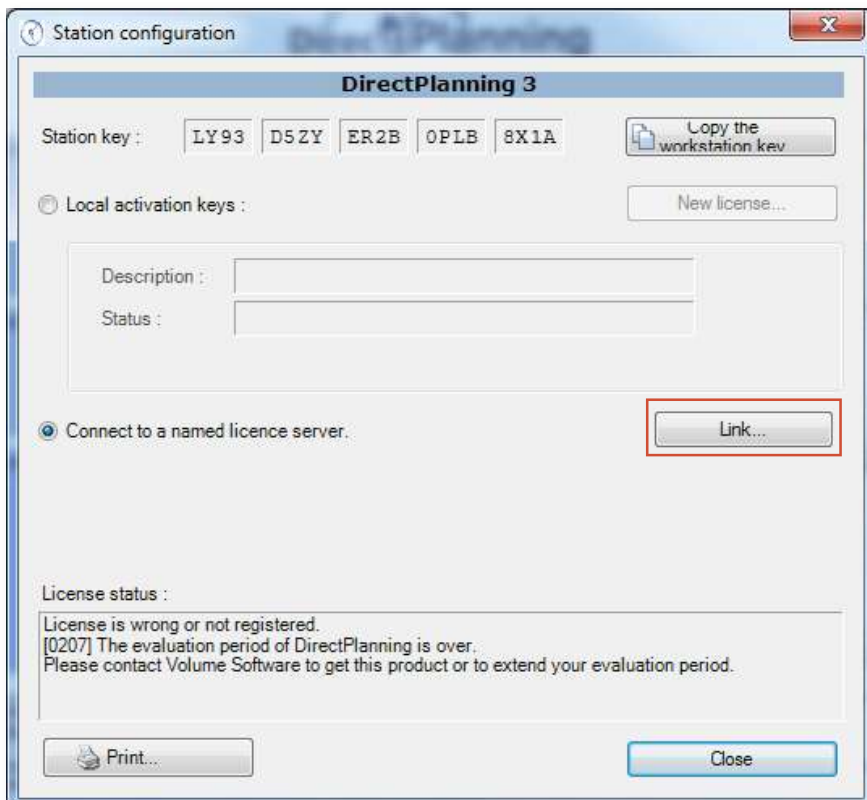 Station configuration
DirectPlanning
DirectPlanning 3
Station key : LY93 D5ZY ER2B 0PLB 8X1A
Copy the
workstation key
Local activation keys :
New license...
Description :
Status :
Connect to a named licence server.
Link...
License status :
License is wrong or not registered.
[0207] The evaluation period of DirectPlanning is over.
Please contact Volume Software to get this product or to extend your evaluation period.
Print...
Close